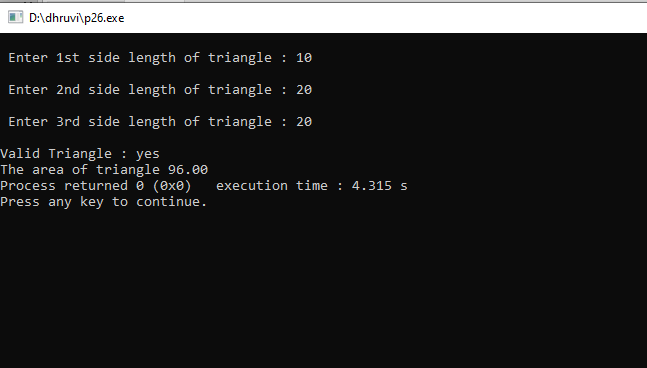 D:\dhruvi\p26.exe
Enter 1st side length of triangle : 10
Enter 2nd side length of triangle : 20
Enter 3rd side length of triangle : 20
Valid Triangle : yes
The area of triangle 96.00
Process returned 0 (0x0)   execution time : 4.315 s
Press any key to continue.